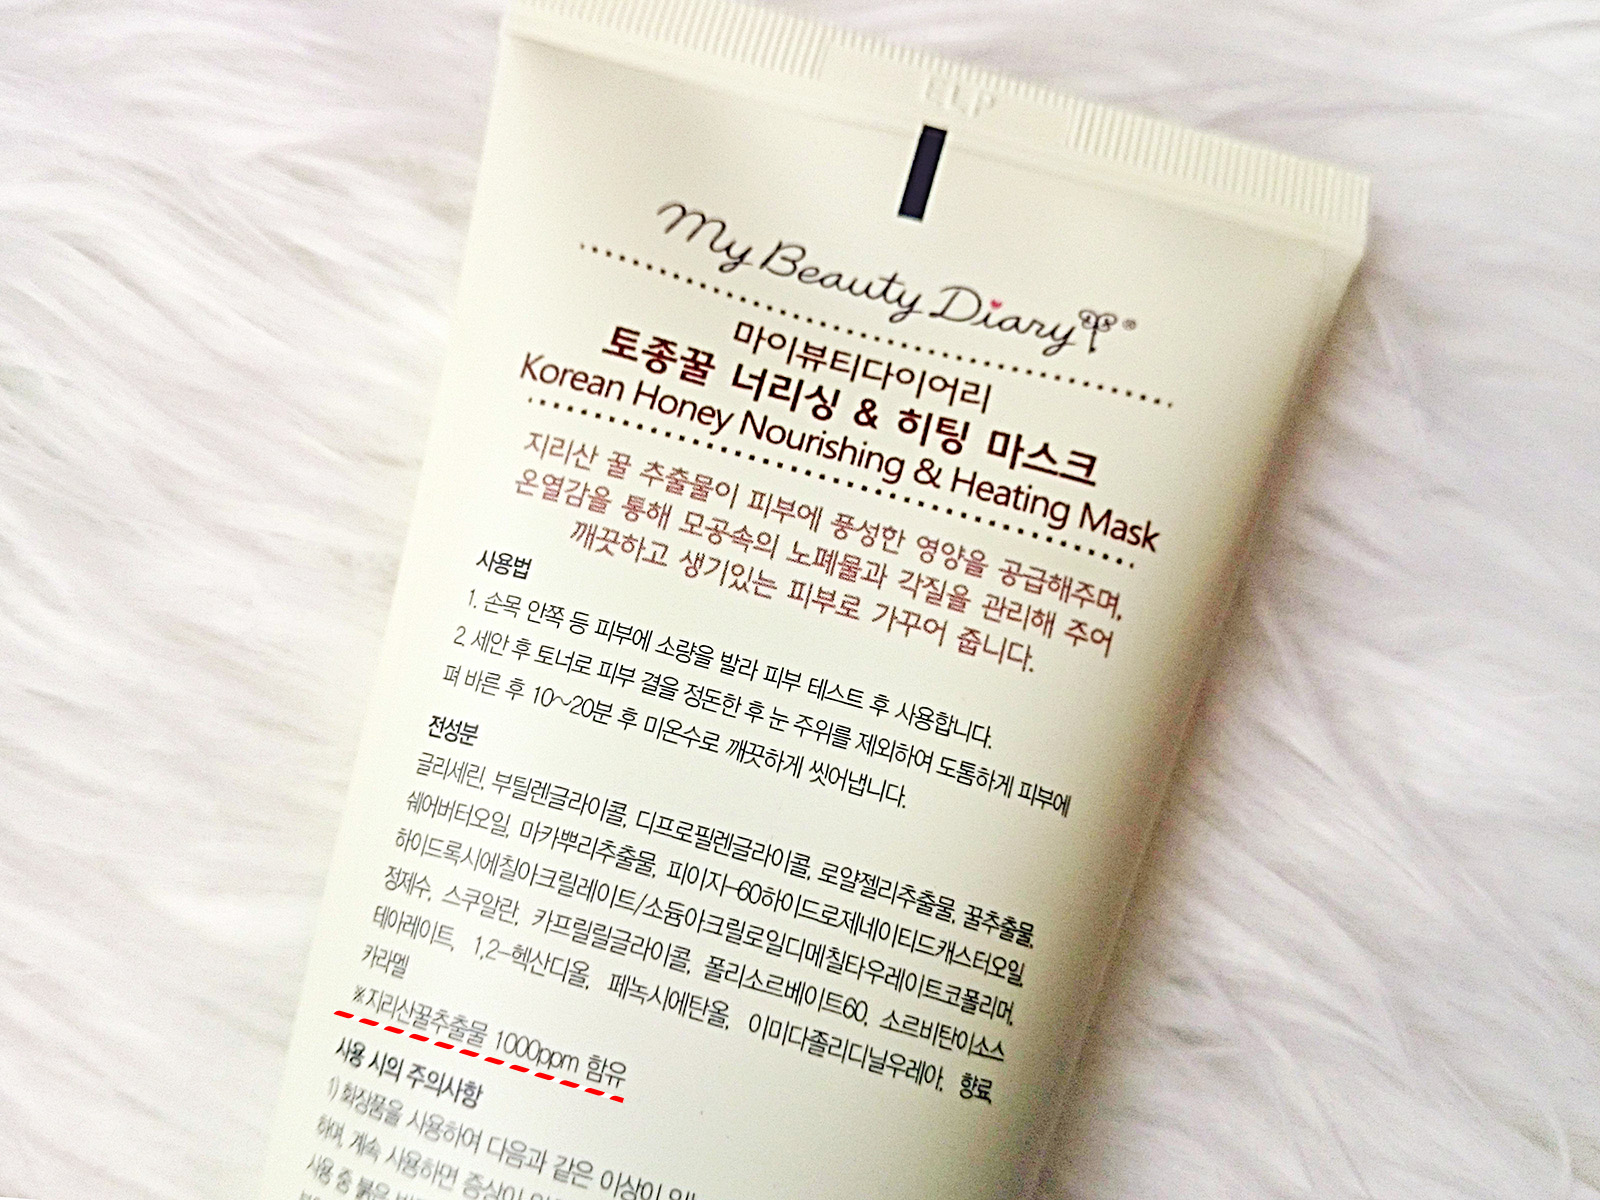 ELP
My Beauty Diary®
마이뷰티다이어리
토종꿀 너리싱 & 히팅 마스크
Korean Honey Nourishing & Heating Mask
지리산 꿀 추출물이 피부에 풍성한 영양을 공급해주며,
온열감을 통해 모공속의 노폐물과 각질을 관리해 주어
깨끗하고 생기있는 피부로 가꾸어 줍니다.
사용법
1. 손목 안쪽 등 피부에 소량을 발라 피부 테스트 후 사용합니다.
2 세안 후 토너로 피부 결을 정돈한 후 눈 주위를 제외하여 도톰하게 피부에
펴 바른 후 10~20분 후 미온수로 깨끗하게 씻어냅니다.
전성분
글리세린, 부틸렌글라이콜, 디프로필렌글라이콜, 로얄젤리추출물, 꿀추출물,
쉐어버터오일, 마카뿌리추출물, 피이지-60하이드로제네이티드캐스터오일,
하이드록시에칠아크릴레이트/소듐아크릴로일디메칠타우레이트코폴리머,
정제수, 스쿠알란, 카프릴릴글라이콜, 폴리소르베이트60, 소르비탄이소스
테아레이트, 1,2-헥산디올, 페녹시에탄올, 이미다졸리디닐우레아, 향료
카라멜
※지리산꿀추출물 1000ppm 함유
사용 시의 주의사항
1) 화장품을 사용하여 다음과 같은 이상이
하며, 계속 사용하면 증상이
사용 중 붉은